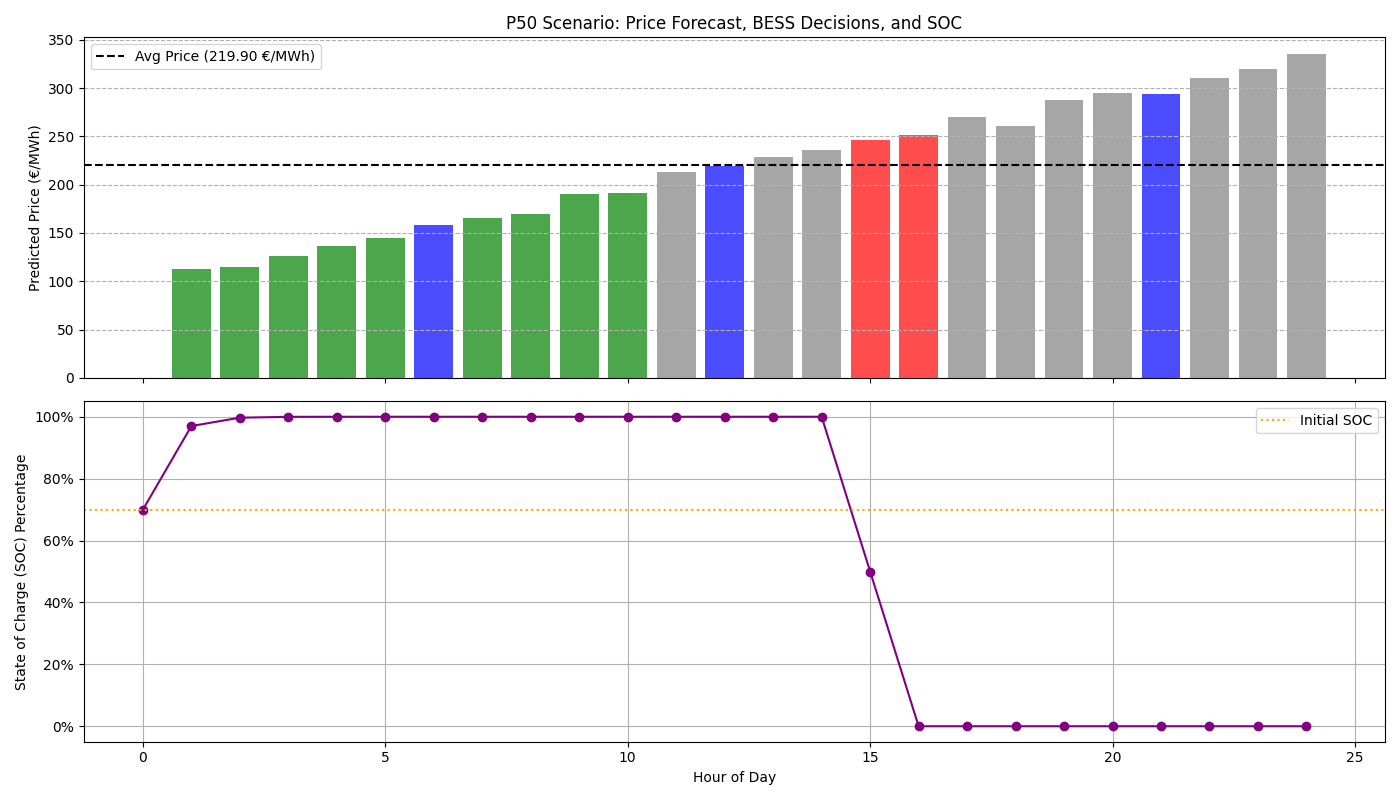 P50 Scenario: Price Forecast, BESS Decisions, and SOC
Predicted Price (€/MWh)
350
300
250
200
150
100
50
0
Avg Price (219.90 €/MWh)
State of Charge (SOC) Percentage
100%
80%
60%
40%
20%
0%
Initial SOC
0 5 10 15 20 25
Hour of Day